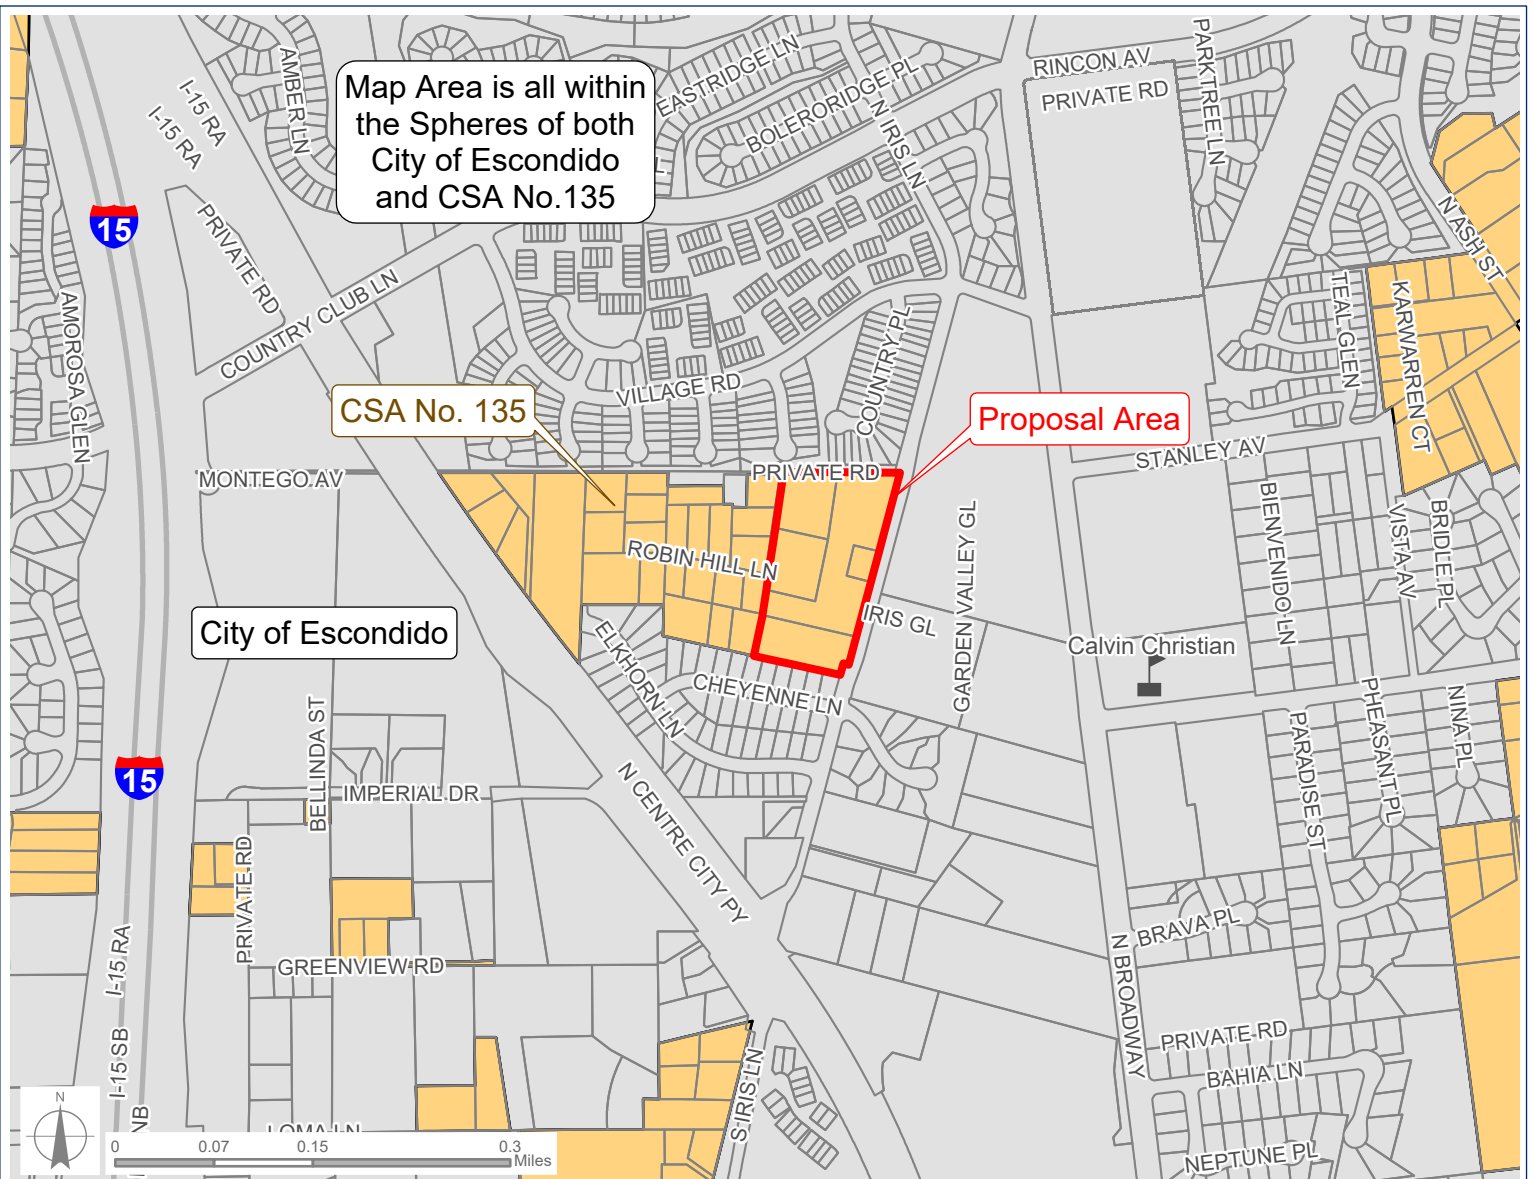 I-15 RA
I-15 RA
AMBER LN
Map Area is all within
the Spheres of both
City of Escondido
and CSA No.135
EASTRIDGE LN
BOLERORIDGE PL
L
N IRIS LN
RINCON AV
PRIVATE RD
PARKTREE LN
N ASH ST
15
PRIVATE RD
COUNTRY CLUB LN
AMOROSA GLEN
TEAL GLEN
KARWARREN CT
COUNTRY PL
VILLAGE RD
CSA No. 135
Proposal Area
STANLEY AV
MONTEGO AV
PRIVATE RD
BIENVENIDO LN
VISTA AV
BRIDLE PL
ROBIN HILL LN
GARDEN VALLEY GL
IRIS GL
City of Escondido
Calvin Christian
ELKHORN LN
CHEYENNE LN
BELLINDA ST
PARADISE ST
PHEASANT PL
NINA PL
15
IMPERIAL DR
N CENTRE CITY PY
PRIVATE RD
BRAVA PL
I-15 RA
GREENVIEW RD
N BROADWAY
I-15 SB
PRIVATE RD
BAHIA LN
S IRIS LN
N
NB
LOMA LN
NEPTUNE PL
0 0.07 0.15 0.3
Miles